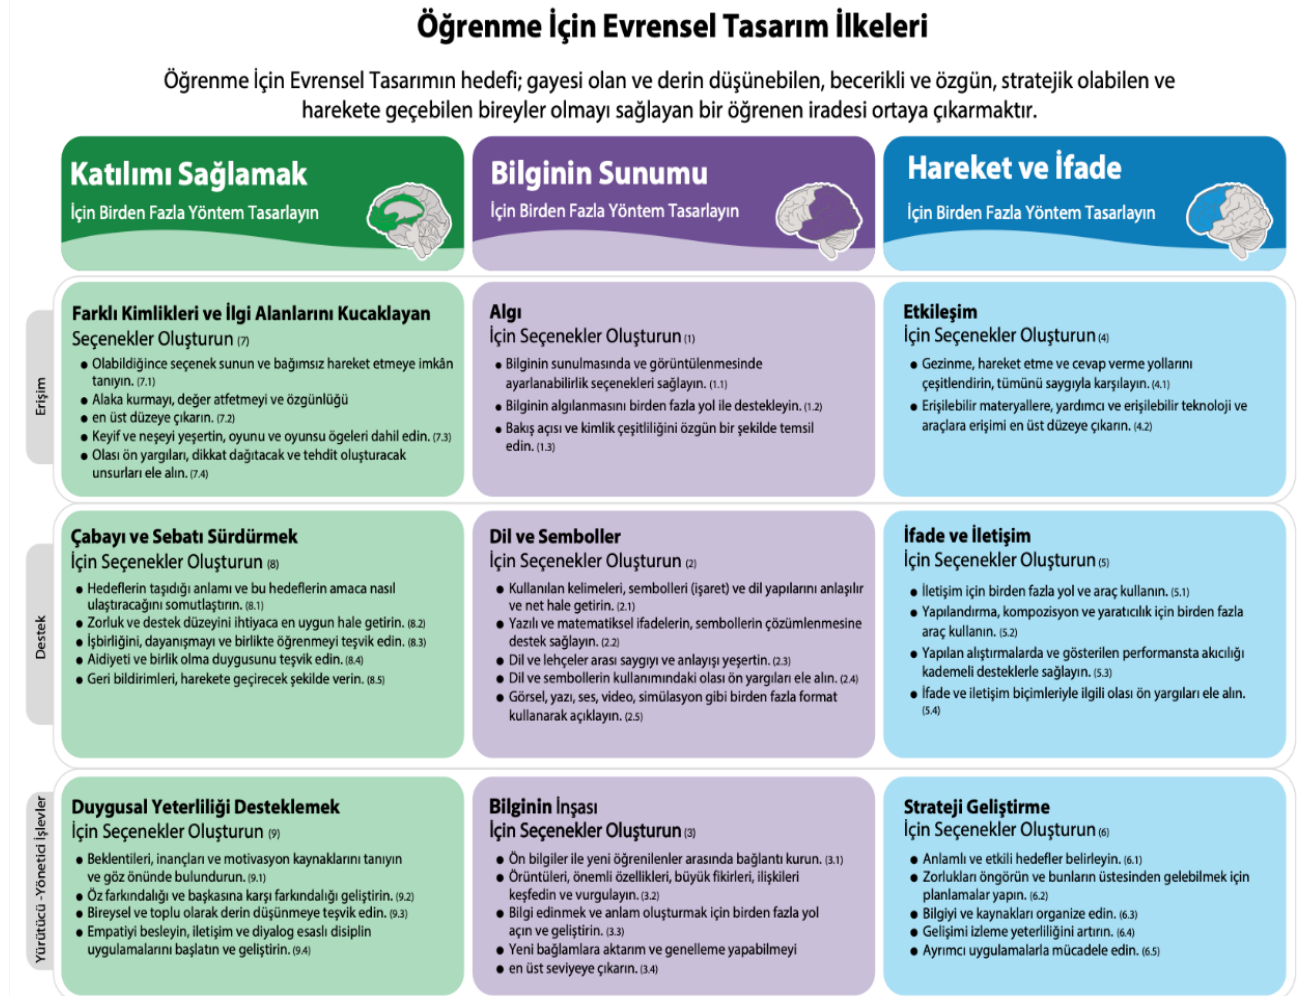 Öğrenme İçin Evrensel Tasarım İlkeleri
Öğrenme İçin Evrensel Tasarımın hedefi; gayesi olan ve derin düşünebilen, becerikli ve özgün, stratejik olabilen ve
harekete geçebilen bireyler olmayı sağlayan bir öğrenen iradesi ortaya çıkarmaktır.
Katılımı Sağlamak
İçin Birden Fazla Yöntem Tasarlayın
Bilginin Sunumu
İçin Birden Fazla Yöntem Tasarlayın
Hareket ve İfade
İçin Birden Fazla Yöntem Tasarlayın
Erişim
Farklı Kimlikleri ve İlgi Alanlarını Kucaklayan
Seçenekler Oluşturun (7)
● Olabildiğince seçenek sunun ve bağımsız hareket etmeye imkân
tanıyın. (7.1)
● Alaka kurmayı, değer atfetmeyi ve özgünlüğü
● en üst düzeye çıkarın. (7.2)
● Keyif ve neşeyi yeşertin, oyunu ve oyunsu ögeleri dahil edin. (7.3)
● Olası ön yargıları, dikkat dağıtacak ve tehdit oluşturacak
unsurları ele alın. (7.4)
Algı
İçin Seçenekler Oluşturun (1)
● Bilginin sunulmasında ve görüntülenmesinde
ayarlanabilirlik seçenekleri sağlayın. (1.1)
● Bilginin algılanmasını birden fazla yol ile destekleyin. (1.2)
● Bakış açısı ve kimlik çeşitliliğini özgün bir şekilde temsil
edin. (1.3)
Etkileşim
İçin Seçenekler Oluşturun (4)
● Gezinme, hareket etme ve cevap verme yollarını
çeşitlendirin, tümünü saygıyla karşılayın. (4.1)
● Erişilebilir materyallere, yardımcı ve erişilebilir teknoloji ve
araçlara erişimi en üst düzeye çıkarın. (4.2)
Destek
Çabayı ve Sebatı Sürdürmek
İçin Seçenekler Oluşturun (8)
● Hedeflerin taşıdığı anlamı ve bu hedeflerin amaca nasıl
ulaştıracağını somutlaştırın. (8.1)
● Zorluk ve destek düzeyini ihtiyaca en uygun hale getirin. (8.2)
● İşbirliğini, dayanışmayı ve birlikte öğrenmeyi teşvik edin. (8.3)
● Aidiyeti ve birlik olma duygusunu teşvik edin. (8.4)
● Geri bildirimleri, harekete geçirecek şekilde verin. (8.5)
Dil ve Semboller
İçin Seçenekler Oluşturun (2)
● Kullanılan kelimeleri, sembolleri (işaret) ve dil yapılarını anlaşılır
ve net hale getirin. (2.1)
● Yazılı ve matematiksel ifadelerin, sembollerin çözümlenmesine
destek sağlayın. (2.2)
● Dil ve lehçeler arası saygıyı ve anlayışı yeşertin. (2.3)
● Dil ve sembollerin kullanımındaki olası ön yargıları ele alın. (2.4)
● Görsel, yazı, ses, video, simülasyon gibi birden fazla format
kullanarak açıklayın. (2.5)
İfade ve İletişim
İçin Seçenekler Oluşturun (5)
● İletişim için birden fazla yol ve araç kullanın. (5.1)
● Yapılandırma, kompozisyon ve yaratıcılık için birden fazla
araç kullanın. (5.2)
● Yapılan alıştırmalarda ve gösterilen performansta akıcılığı
kademeli desteklerle sağlayın. (5.3)
● İfade ve iletişim biçimleriyle ilgili olası ön yargıları ele alın.
(5.4)
Yürütücü -Yönetici İşlevler
Duygusal Yeterliliği Desteklemek
İçin Seçenekler Oluşturun (9)
● Beklentileri, inançları ve motivasyon kaynaklarını tanıyın
ve göz önünde bulundurun. (9.1)
● Öz farkındalığı ve başkasına karşı farkındalığı geliştirin. (9.2)
● Bireysel ve toplu olarak derin düşünmeye teşvik edin. (9.3)
● Empatiyi besleyin, iletişim ve diyalog esaslı disiplin
uygulamalarını başlatın ve geliştirin. (9.4)
Bilginin İnşası
İçin Seçenekler Oluşturun (3)
● Ön bilgiler ile yeni öğrenilenler arasında bağlantı kurun. (3.1)
● Örüntüleri, önemli özellikleri, büyük fikirleri, ilişkileri
keşfedin ve vurgulayın. (3.2)
● Bilgi edinmek ve anlam oluşturmak için birden fazla yol
açın ve geliştirin. (3.3)
● Yeni bağlamlara aktarım ve genelleme yapabilmeyi
● en üst seviyeye çıkarın. (3.4)
Strateji Geliştirme
İçin Seçenekler Oluşturun (6)
● Anlamlı ve etkili hedefler belirleyin. (6.1)
● Zorlukları öngörün ve bunların üstesinden gelebilmek için
planlamalar yapın. (6.2)
● Bilgiyi ve kaynakları organize edin. (6.3)
● Gelişimi izleme yeterliliğini artırın. (6.4)
● Ayrımcı uygulamalarla mücadele edin. (6.5)